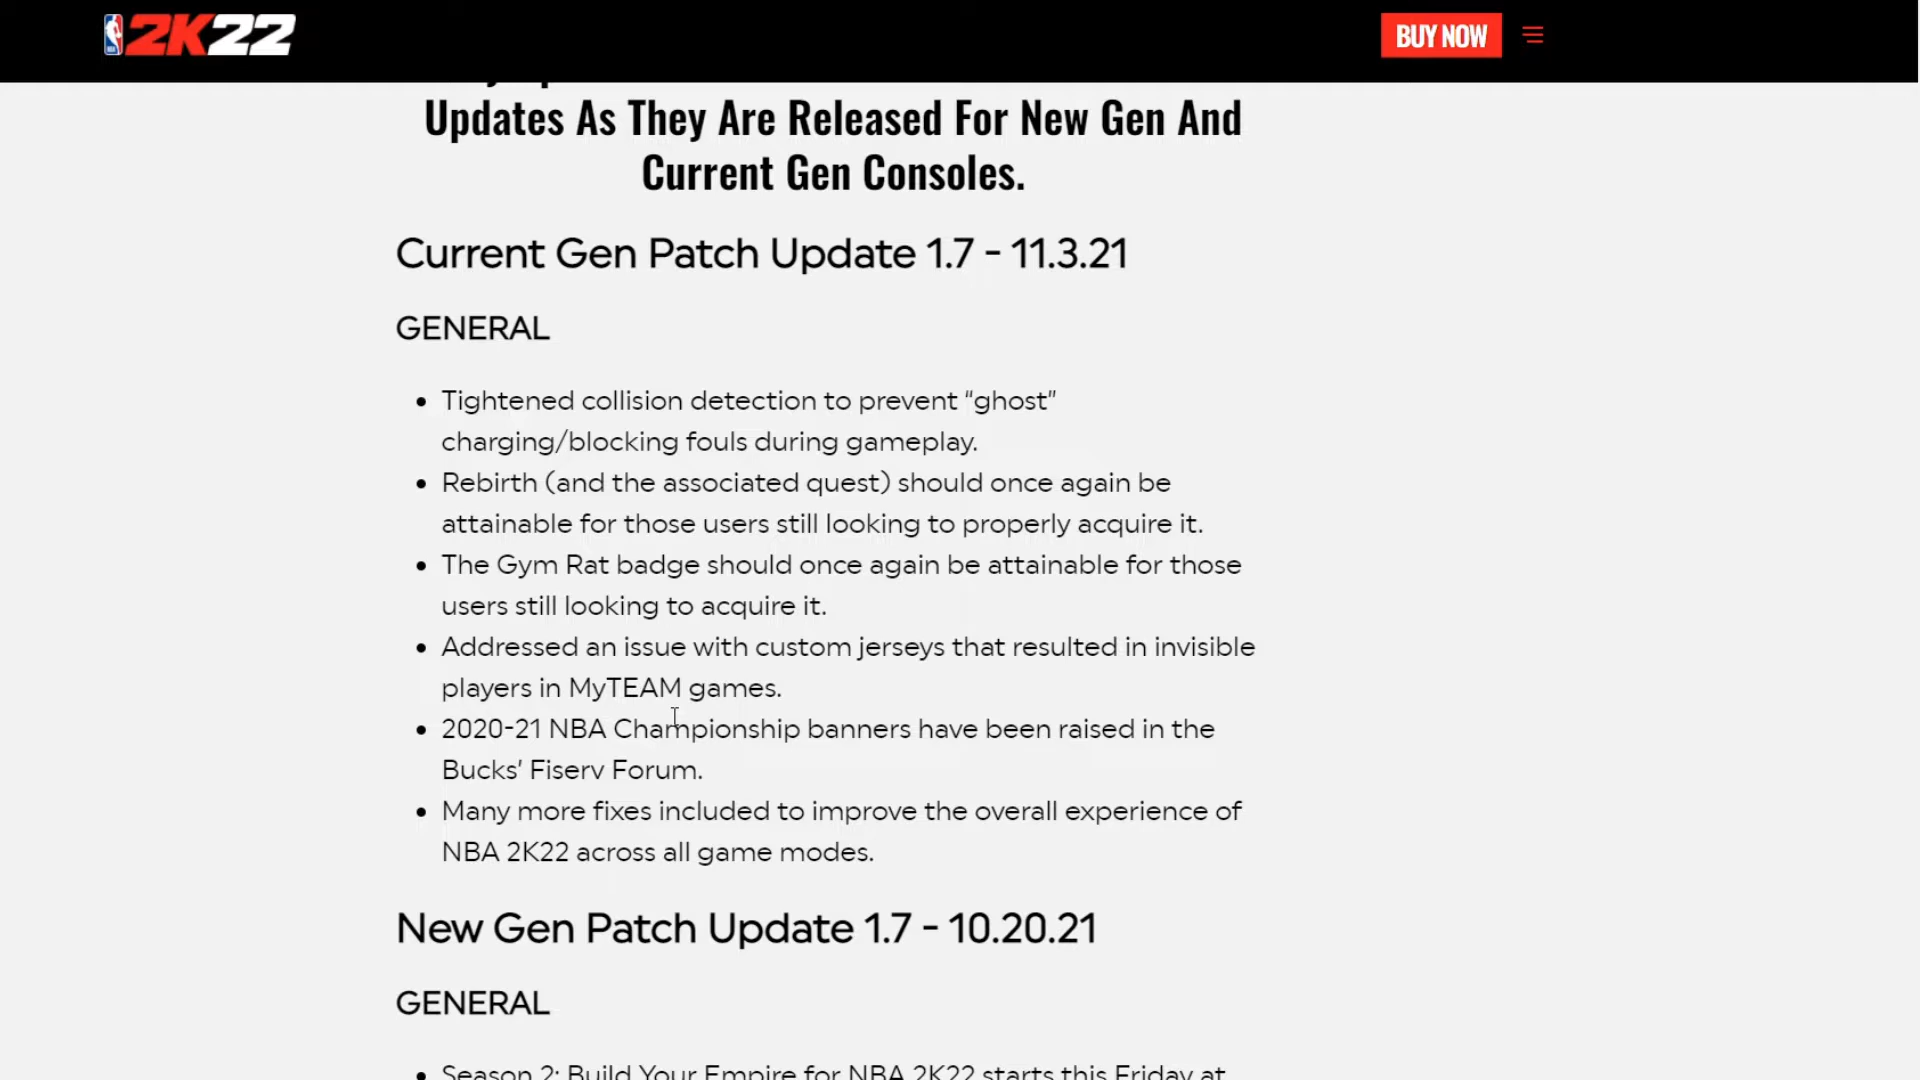 2K22
BUY NOW
Updates As They Are Released For New Gen And
Current Gen Consoles.
Current Gen Patch Update 1.7 - 11.3.21
GENERAL
• Tightened collision detection to prevent “ghost”
charging/blocking fouls during gameplay.
• Rebirth (and the associated quest) should once again be
attainable for those users still looking to properly acquire it.
• The Gym Rat badge should once again be attainable for those
users still looking to acquire it.
• Addressed an issue with custom jerseys that resulted in invisible
players in MyTEAM games.
• 2020-21 NBA Championship banners have been raised in the
Bucks’ Fiserv Forum.
• Many more fixes included to improve the overall experience of
NBA 2K22 across all game modes.
New Gen Patch Update 1.7 - 10.20.21
GENERAL
• Season 2: Build Your Empire for NBA 2K22 starts this Friday at